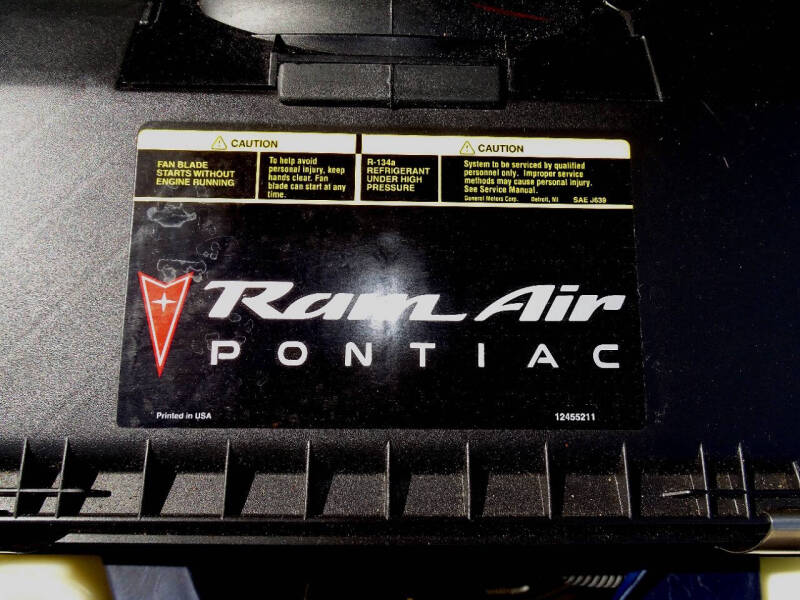 CAUTION
FAN BLADE
STARTS WITHOUT
ENGINE RUNNING
To help avoid
personal injury, keep
hands clear. Fan
blade can start at any
time.
CAUTION
R-134a
REFRIGERANT
UNDER HIGH
PRESSURE
System to be serviced by qualified
personnel only. Improper service
methods may cause personal injury.
See Service Manual.
General Motors Corp. Detroit, MI SAE J639
Ram Air
PONTIAC
Printed in USA
12455211